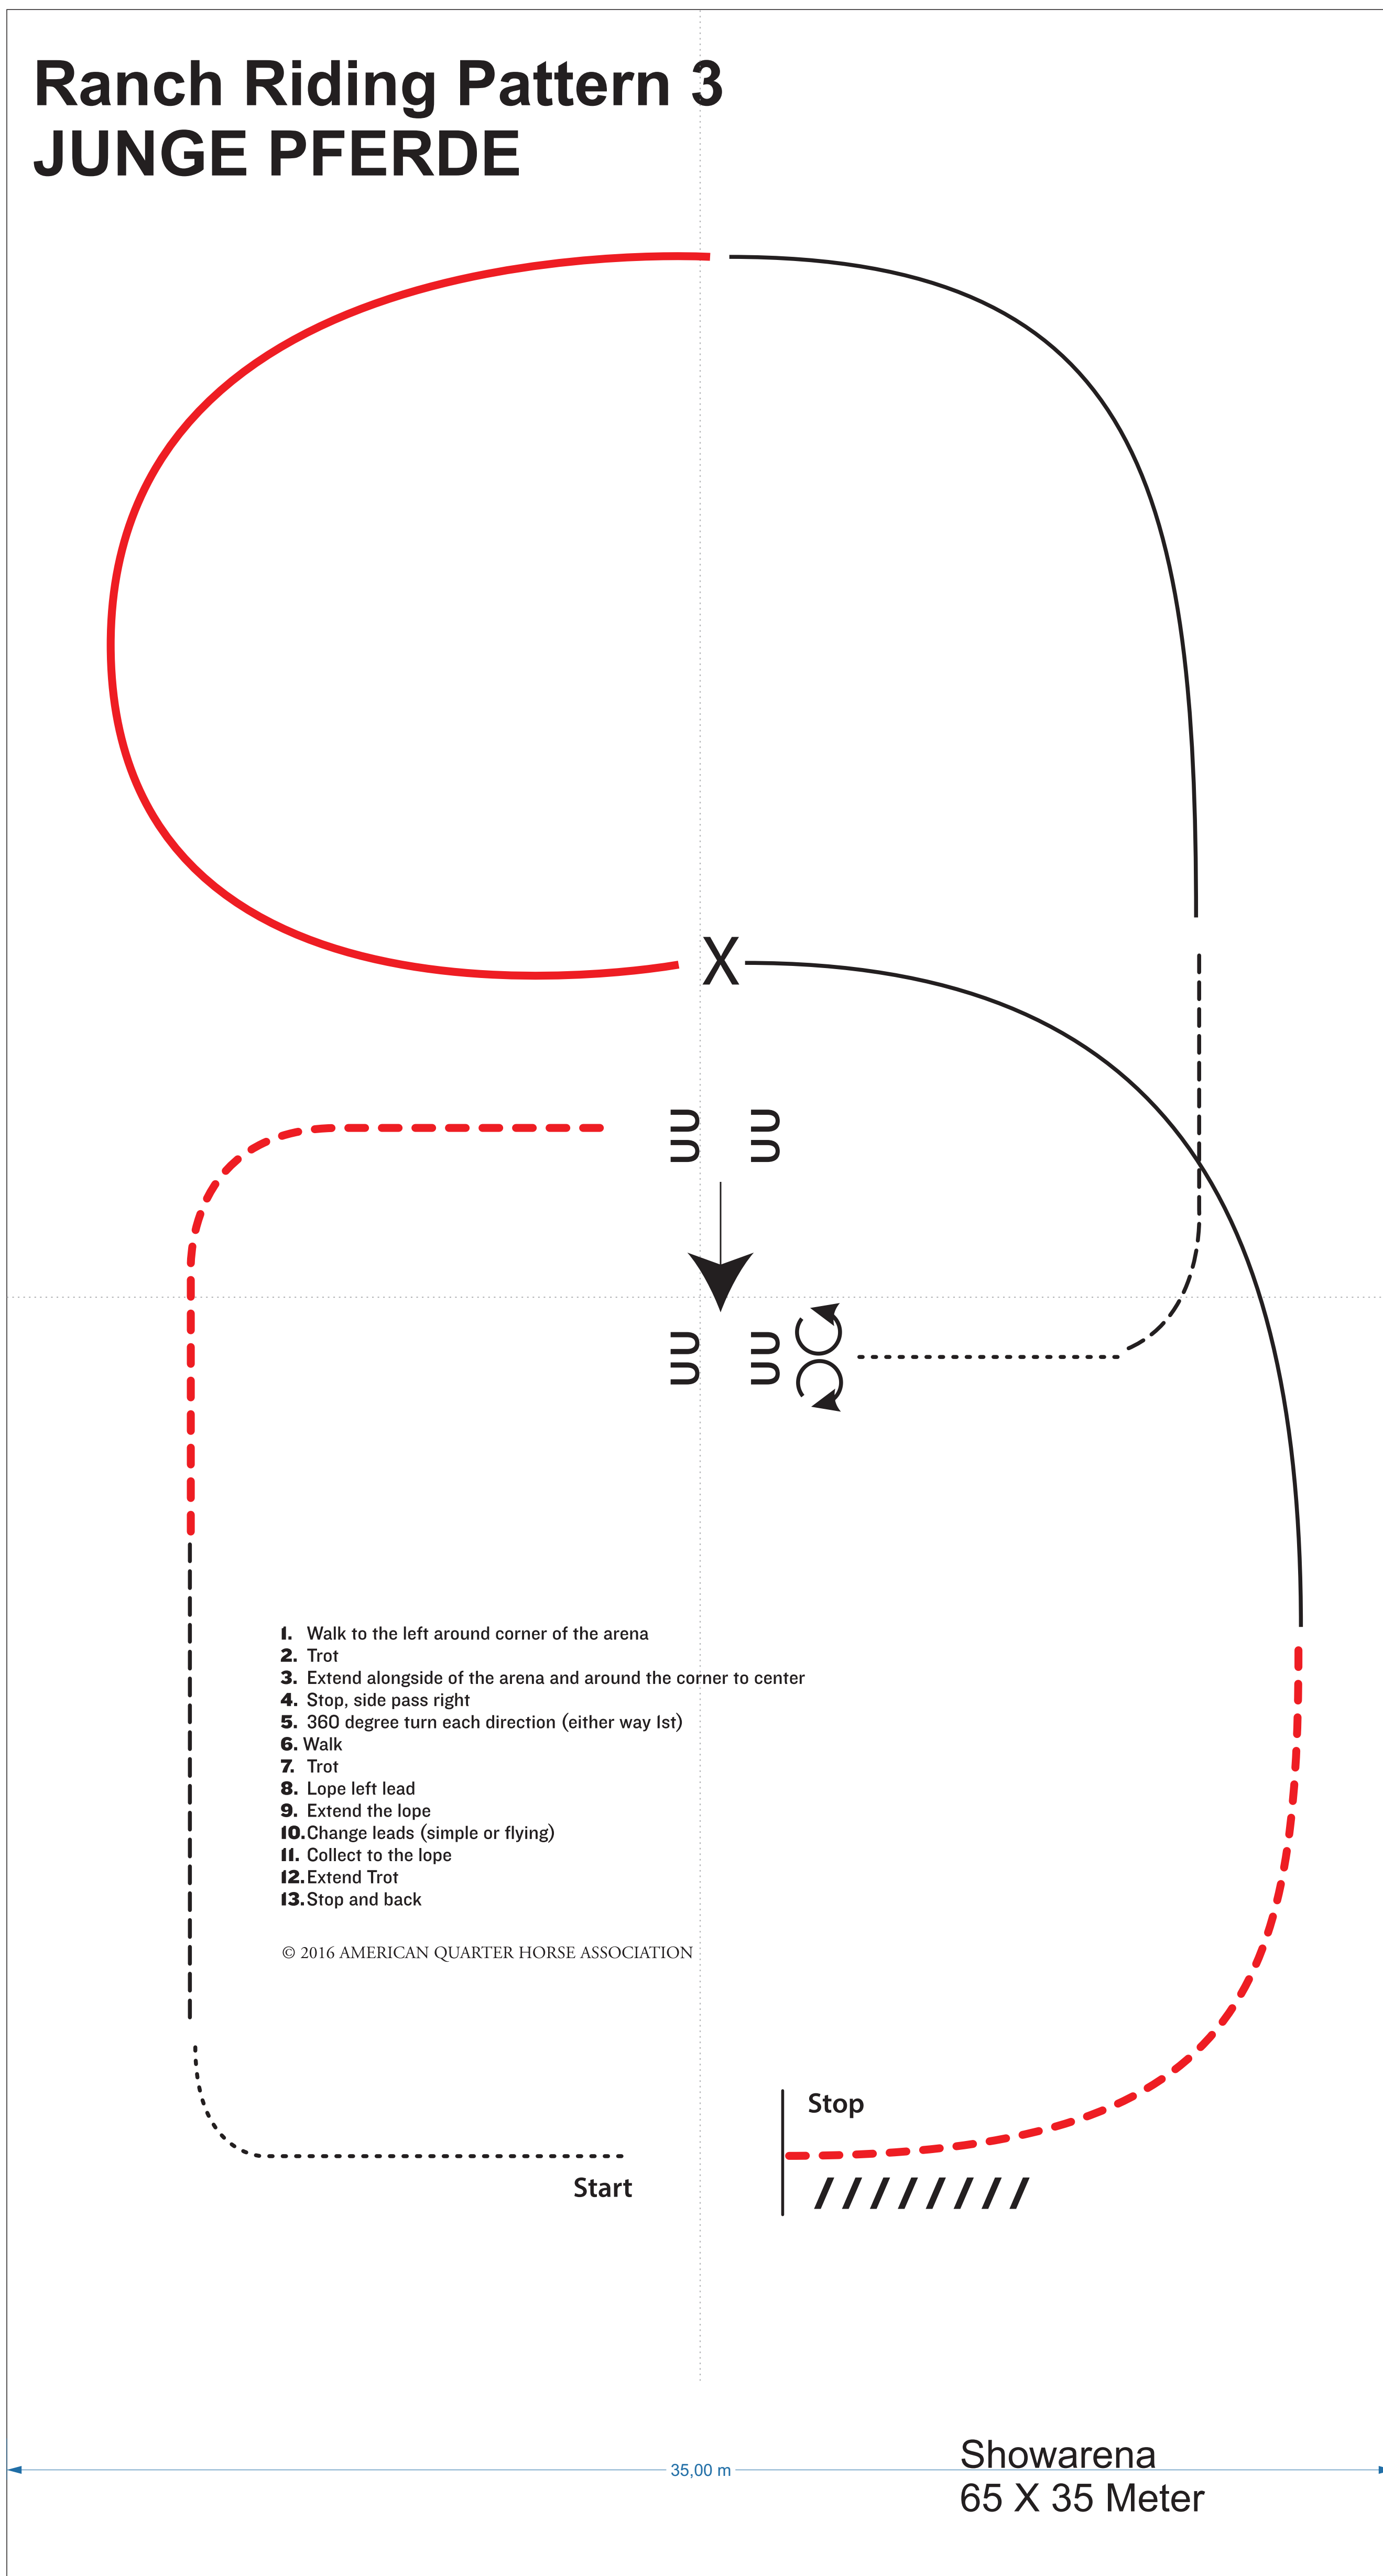 Ranch Riding Pattern 3
JUNGE PFERDE
X
1. Walk to the left around corner of the arena
2. Trot
3. Extend alongside of the arena and around the corner to center
4. Stop, side pass right
5. 360 degree turn each direction (either way 1st)
6. Walk
7. Trot
8. Lope left lead
9. Extend the lope
10. Change leads (simple or flying)
11. Collect to the lope
12. Extend Trot
13. Stop and back
© 2016 AMERICAN QUARTER HORSE ASSOCIATION
Stop
Start
Showarena
35,00 m
65 X 35 Meter